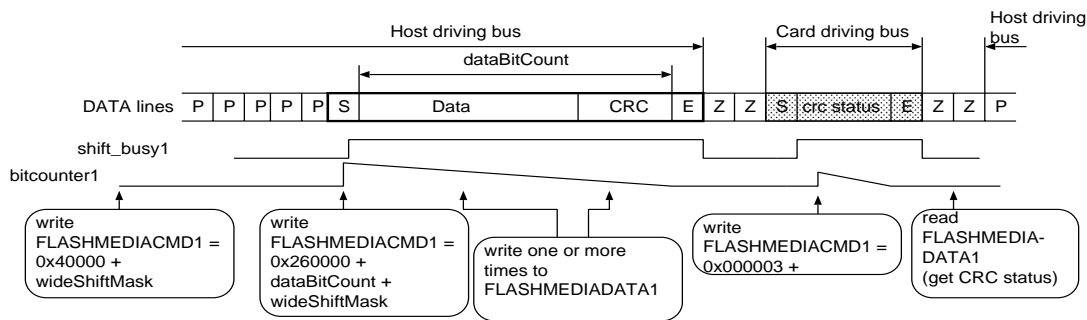 Host driving bus
Card driving bus
Host driving
bus
dataBitCount
DATA lines P P P P P S Data CRC E Z Z S crc status E Z Z P
shift_busy1
bitcounter1
write
FLASHMEDIACMD1 =
0x40000 +
wideShiftMask
write
FLASHMEDIACMD1 =
0x260000 +
dataBitCount +
wideShiftMask
write one or more
times to
FLASHMEDIADATA1
write
FLASHMEDIACMD1 =
0x000003 +
read
FLASHMEDIA-
DATA1
(get CRC status)